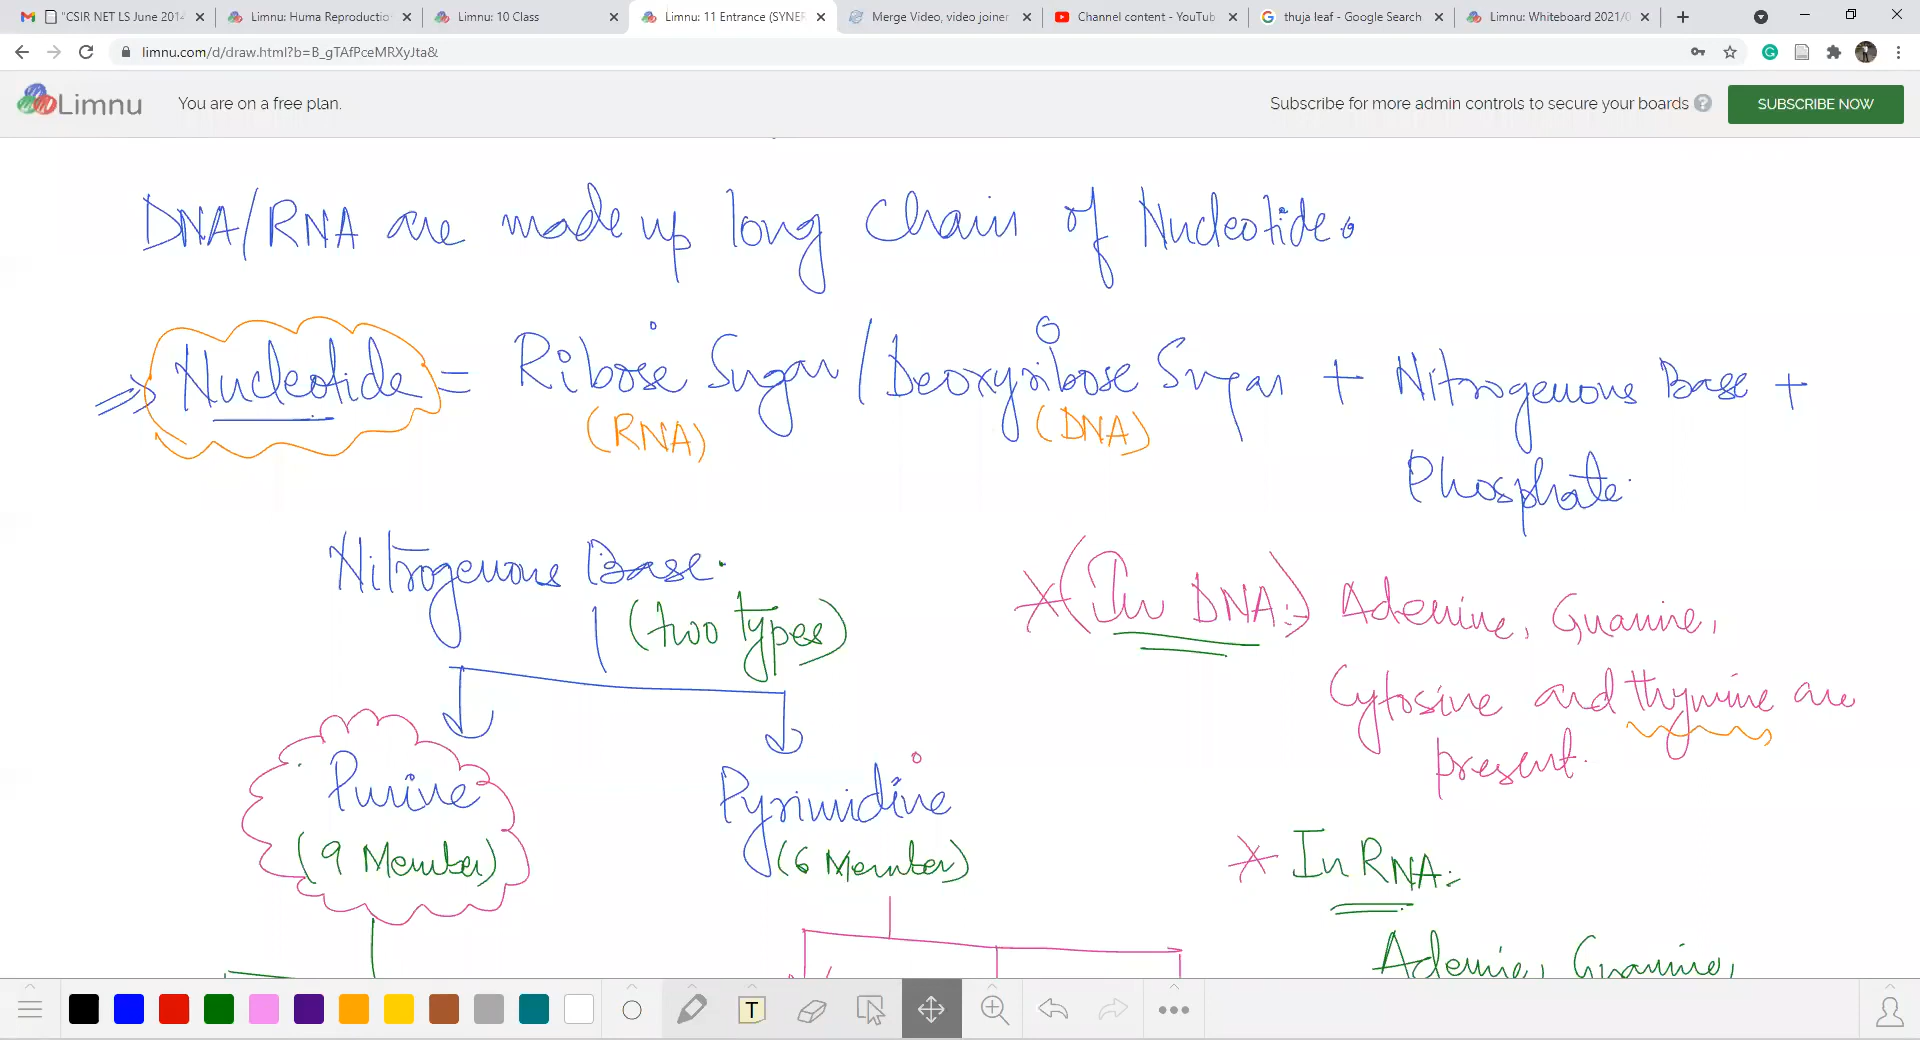 "CSIR NET LS June 2014
Limnu: Huma Reproductio
Limnu: 10 Class
Limnu: 11 Entrance (SYNER
Merge Video, video joiner
Channel content - YouTub
thuja leaf - Google Search
Limnu: Whiteboard 2021/0
limnu.com/d/draw.html?b=B_gTAfPceMRXyJta&
Limnu
You are on a free plan.
Subscribe for more admin controls to secure your boards ?
SUBSCRIBE NOW
DNA/RNA are made up long Chain of Nucleotide.
⇒ Nucleotide = Ribose Sugar / Deoxyribose Sugar + Nitrogenous Base +
(RNA) (DNA)
Phosphate.
Nitrogenous Base.
(two types)
Purine
(9 Member)
Pyrimidine
(6 Member)
* (In DNA:-) Adenine, Guanine,
Cytosine and thymine are
present.
* In RNA:
Adenine, Guanine,
T